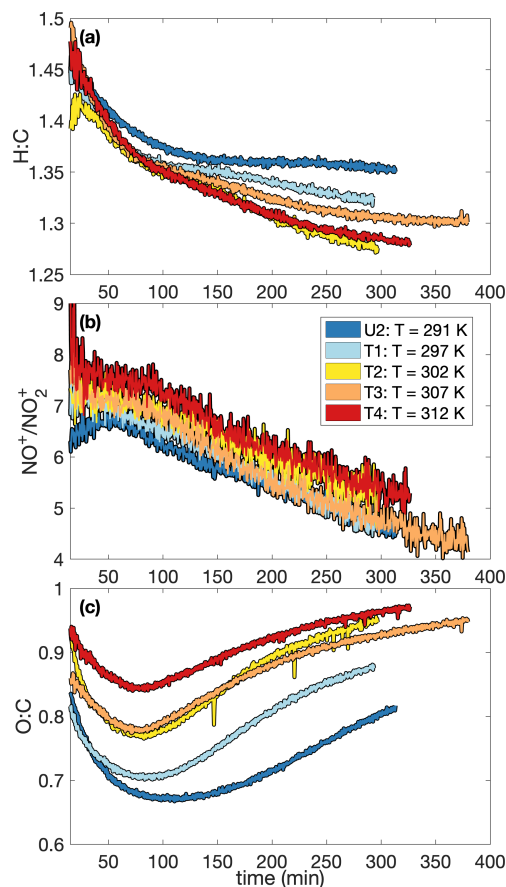 (a)
H:C
1.5
1.45
1.4
1.35
1.3
1.25
50 100 150 200 250 300 350 400
(b)
NO⁺/NO₂⁺
9
8
7
6
5
4
U2: T = 291 K
T1: T = 297 K
T2: T = 302 K
T3: T = 307 K
T4: T = 312 K
50 100 150 200 250 300 350 400
(c)
O:C
1
0.9
0.8
0.7
0.6
50 100 150 200 250 300 350 400
time (min)